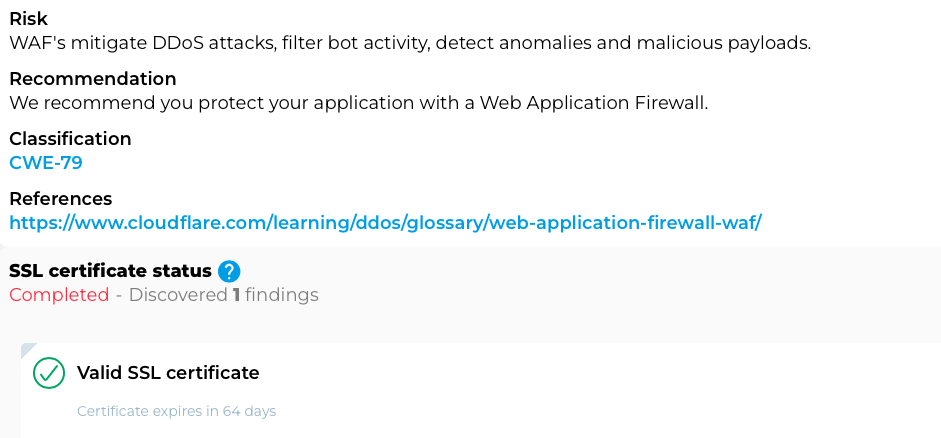 Risk
WAF's mitigate DDoS attacks, filter bot activity, detect anomalies and malicious payloads.
Recommendation
We recommend you protect your application with a Web Application Firewall.
Classification
CWE-79
References
https://www.cloudflare.com/learning/ddos/glossary/web-application-firewall-waf/
SSL certificate status ?
Completed - Discovered 1 findings
Valid SSL certificate
Certificate expires in 64 days